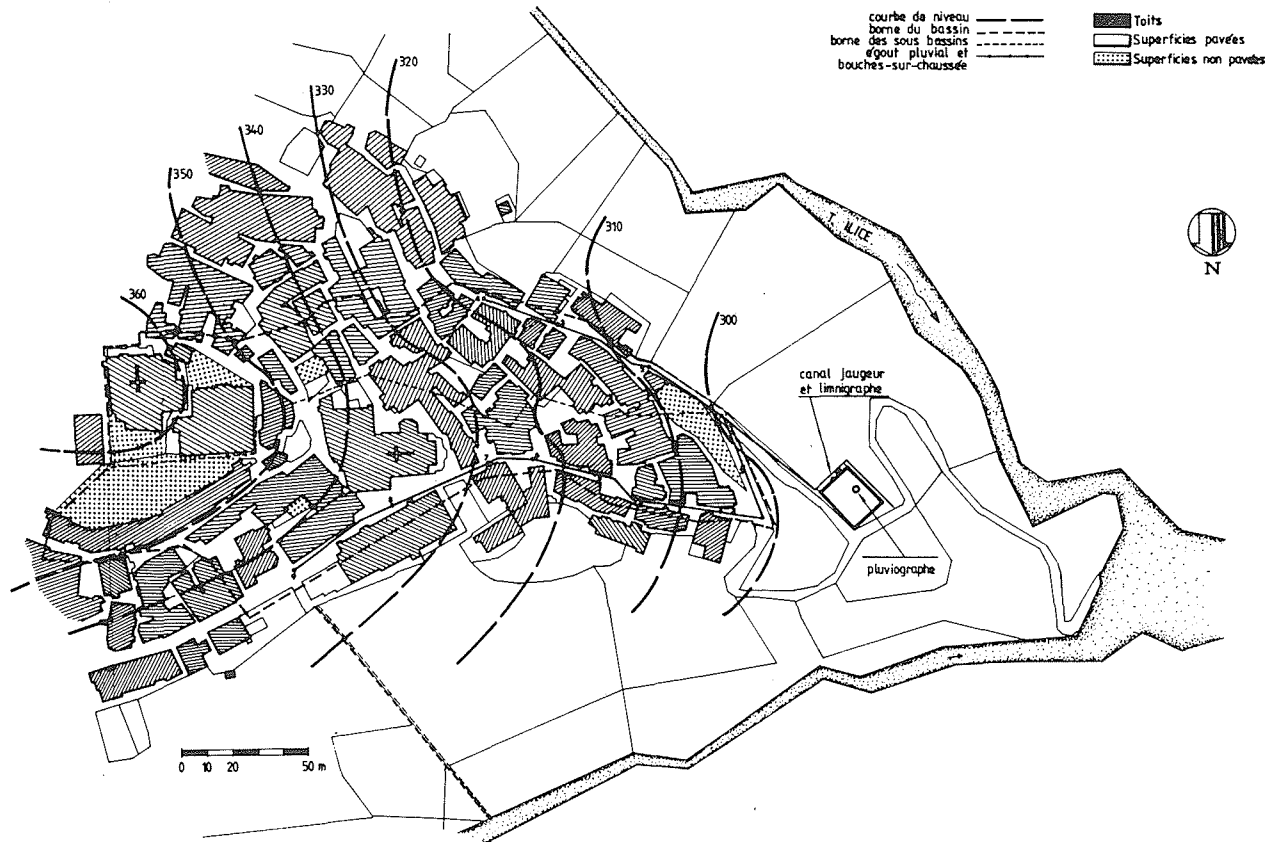 courbe de niveau
borne du bassin
borne des sous bassins
égout pluvial et
bouches-sur-chaussée
Toits
Superficies pavées
Superficies non pavées
320
330
340
350
360
310
300
T. ILICE
N
canal jaugeur
et limnigraphe
pluviographe
0 10 20 50 m